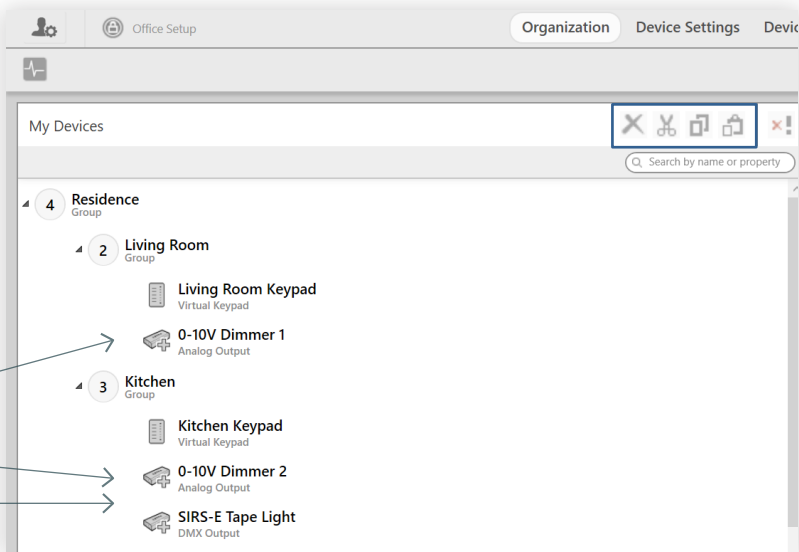 Office Setup
Organization
Device Settings
Devic
My Devices
Search by name or property
4
Residence
Group
2
Living Room
Group
Living Room Keypad
Virtual Keypad
0-10V Dimmer 1
Analog Output
3
Kitchen
Group
Kitchen Keypad
Virtual Keypad
0-10V Dimmer 2
Analog Output
SIRS-E Tape Light
DMX Output